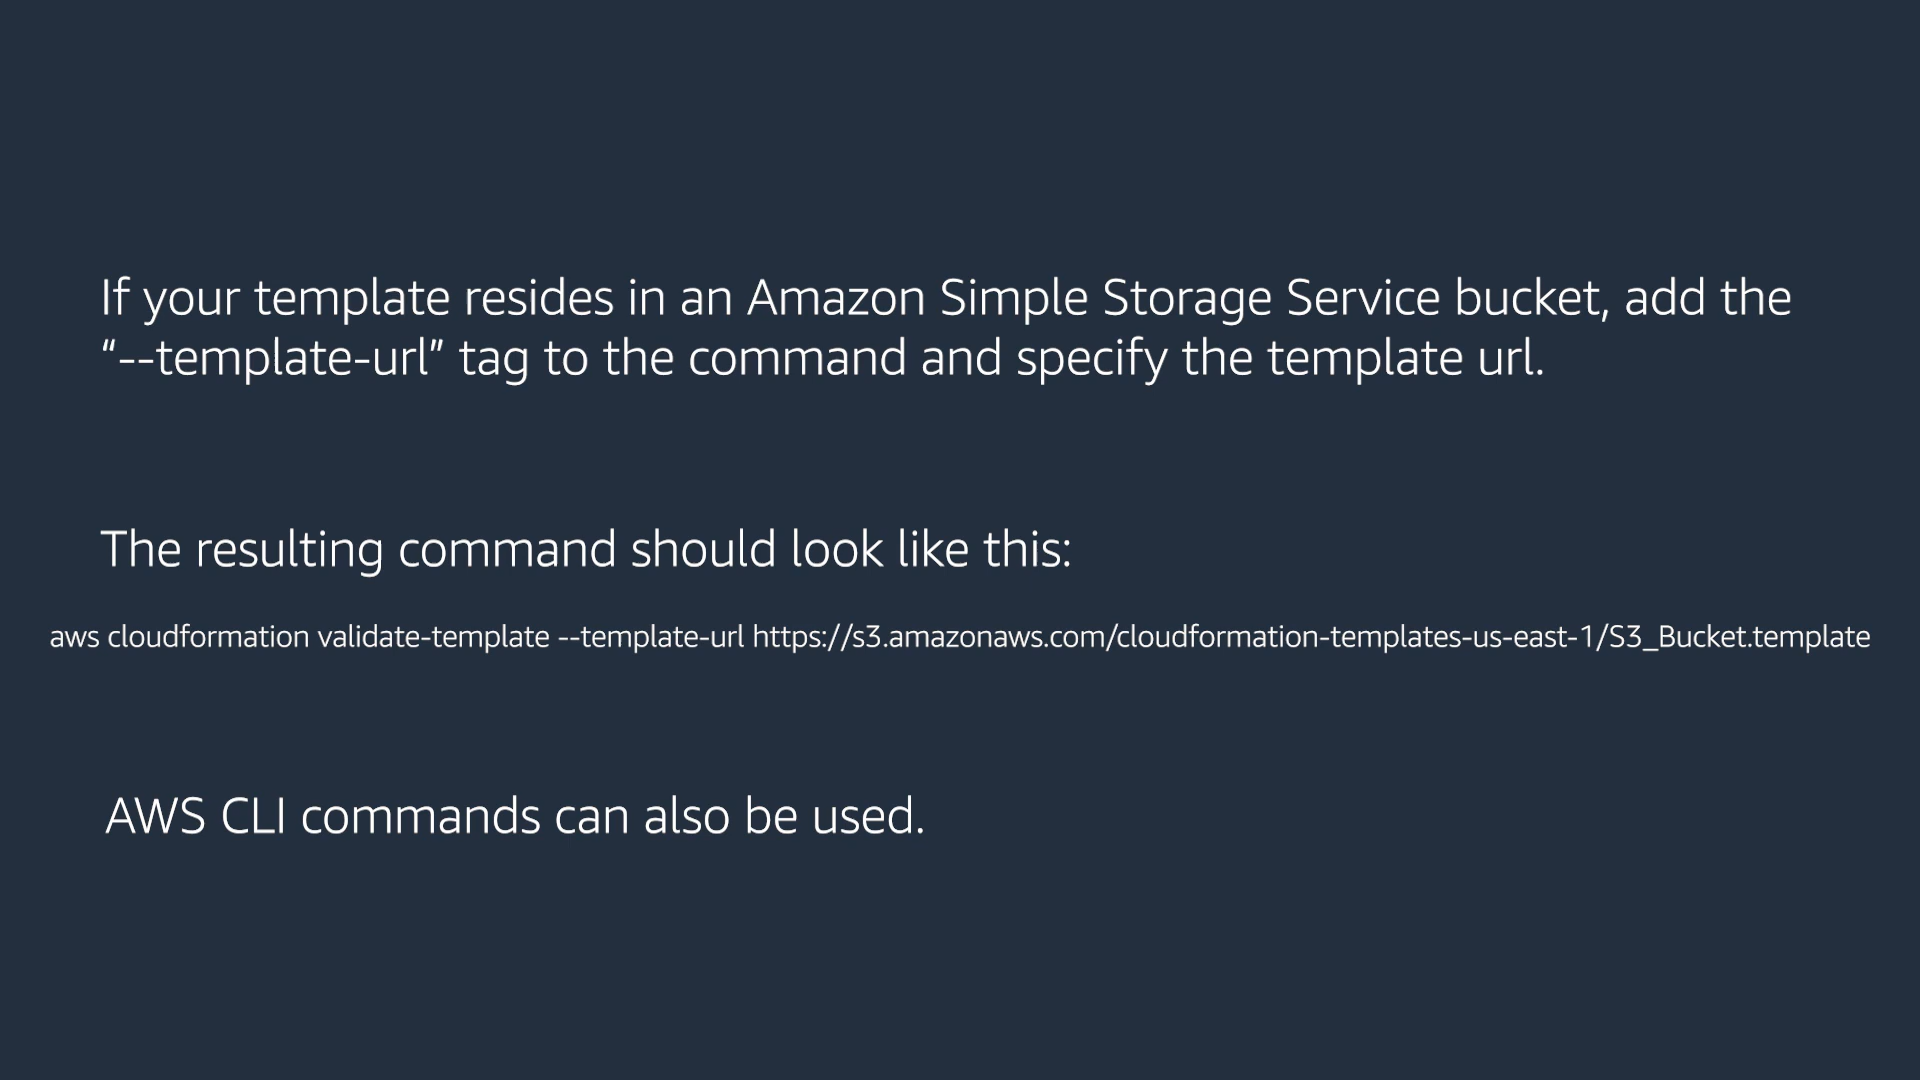 If your template resides in an Amazon Simple Storage Service bucket, add the
“--template-url” tag to the command and specify the template url.
The resulting command should look like this:
aws cloudformation validate-template --template-url https://s3.amazonaws.com/cloudformation-templates-us-east-1/S3_Bucket.template
AWS CLI commands can also be used.